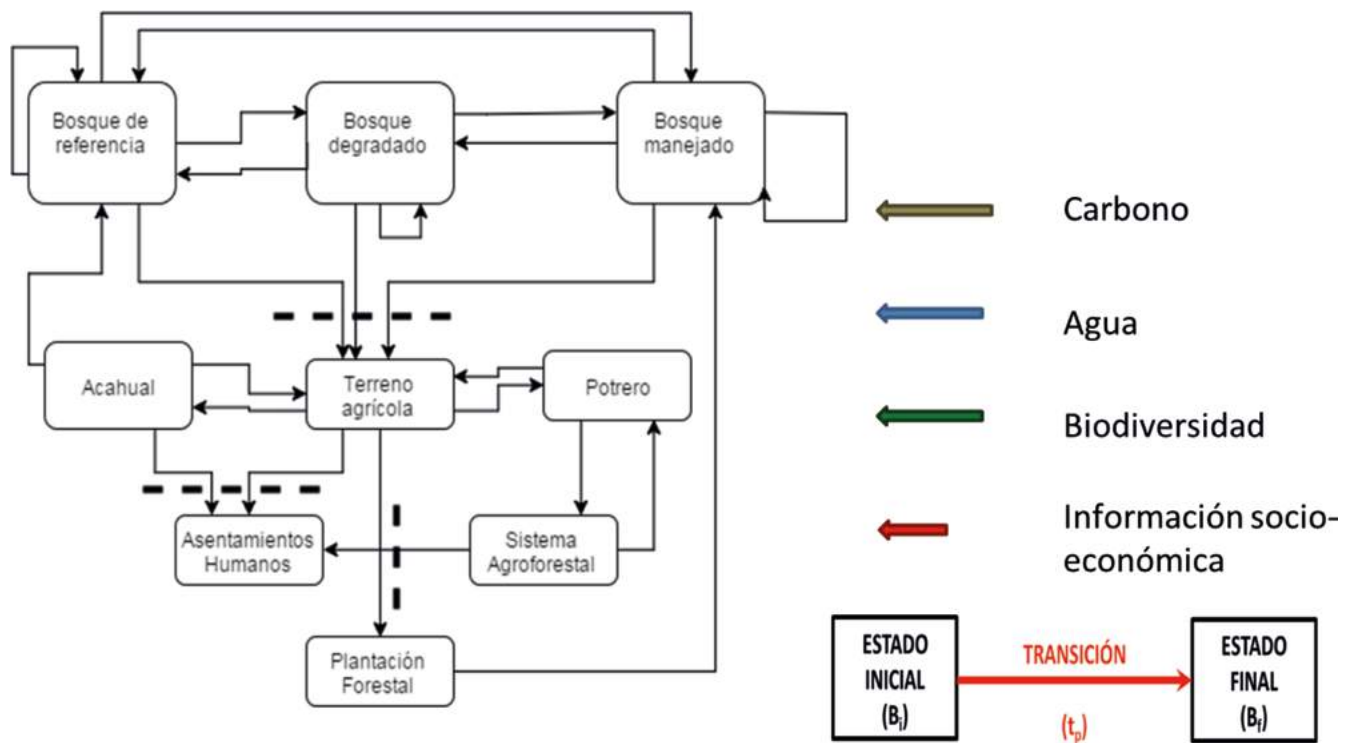 Bosque de
referencia
Bosque
degradado
Bosque
manejado
Carbono
Agua
Acahual
Terreno
agrícola
Potrero
Biodiversidad
Asentamientos
Humanos
Sistema
Agroforestal
Información socio-
económica
Plantación
Forestal
ESTADO
INICIAL
(Bi)
TRANSICIÓN
(tp)
ESTADO
FINAL
(Bf)